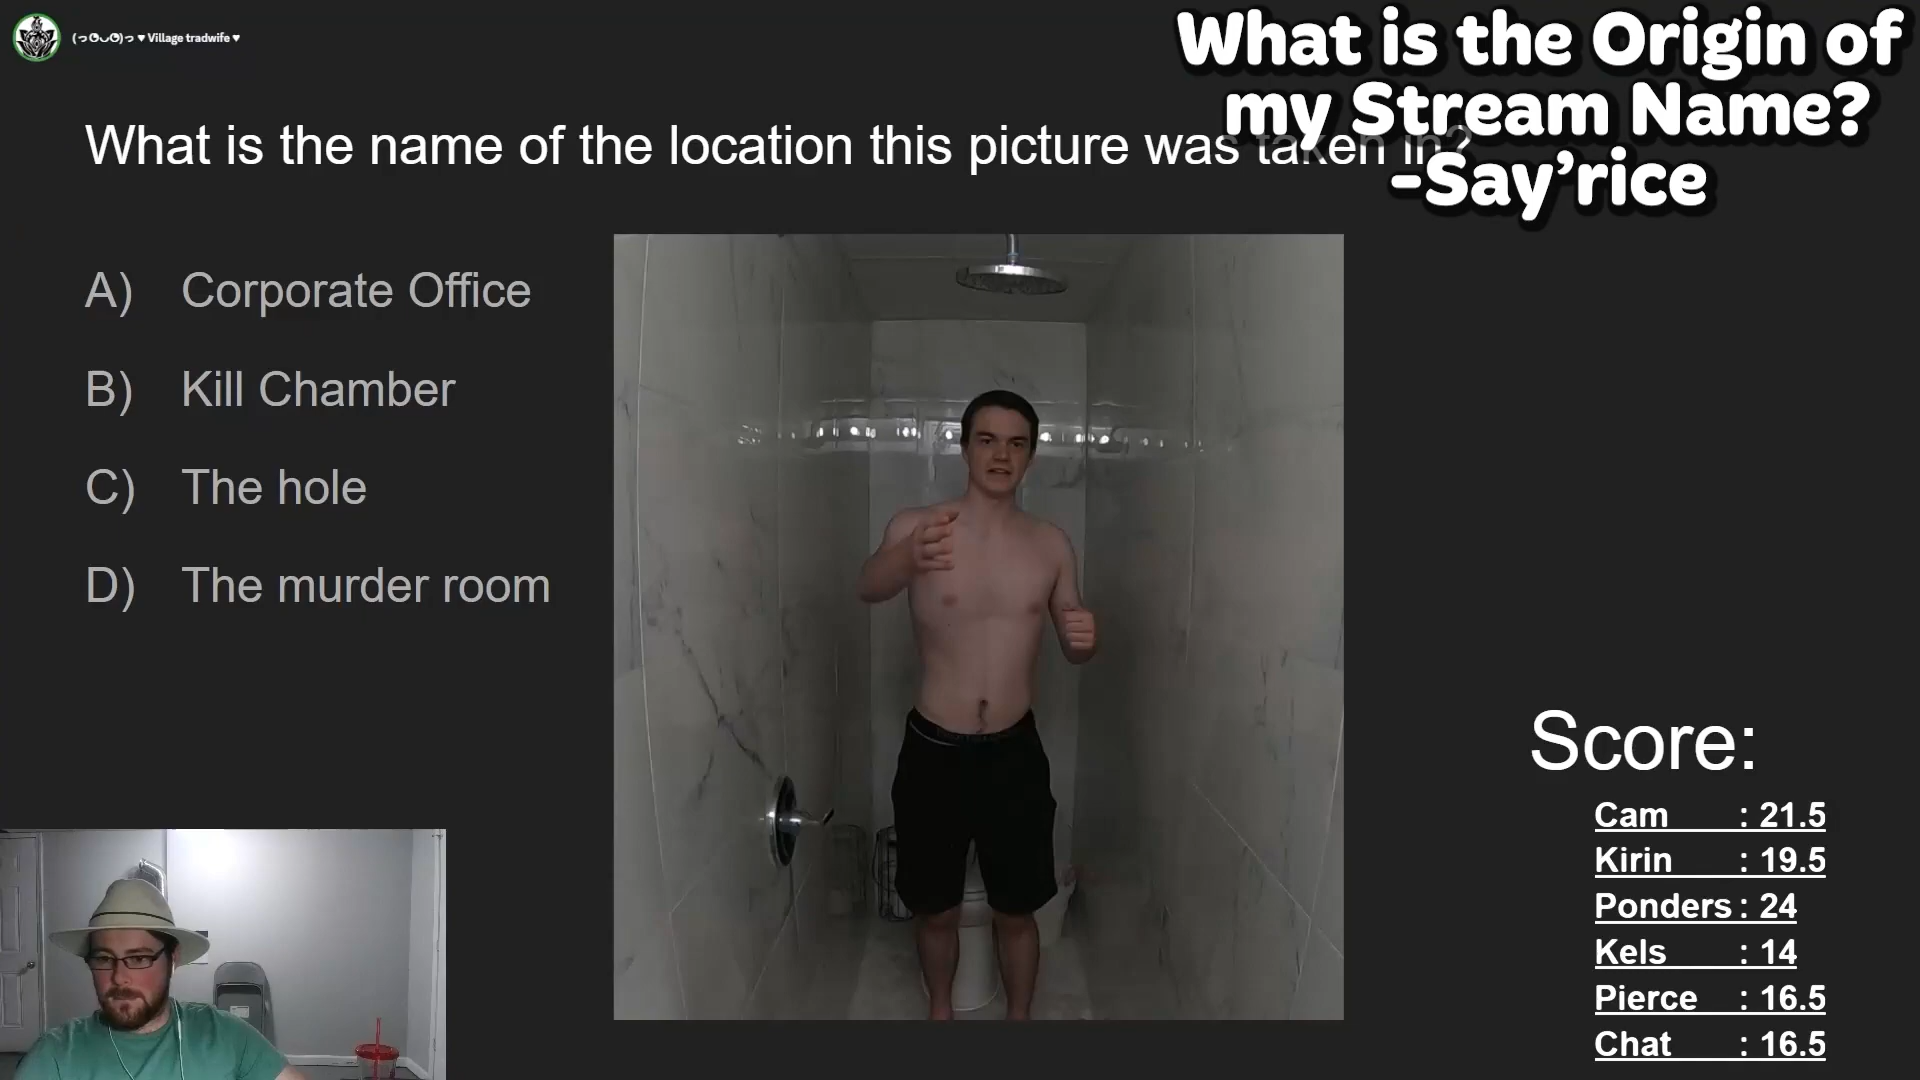 (っ◔◡◔)っ ♥ Village tradwife ♥
What is the Origin of
my Stream Name?
-Say’rice
What is the name of the location this picture was taken in?
A) Corporate Office
B) Kill Chamber
C) The hole
D) The murder room
Score:
Cam : 21.5
Kirin : 19.5
Ponders : 24
Kels : 14
Pierce : 16.5
Chat : 16.5